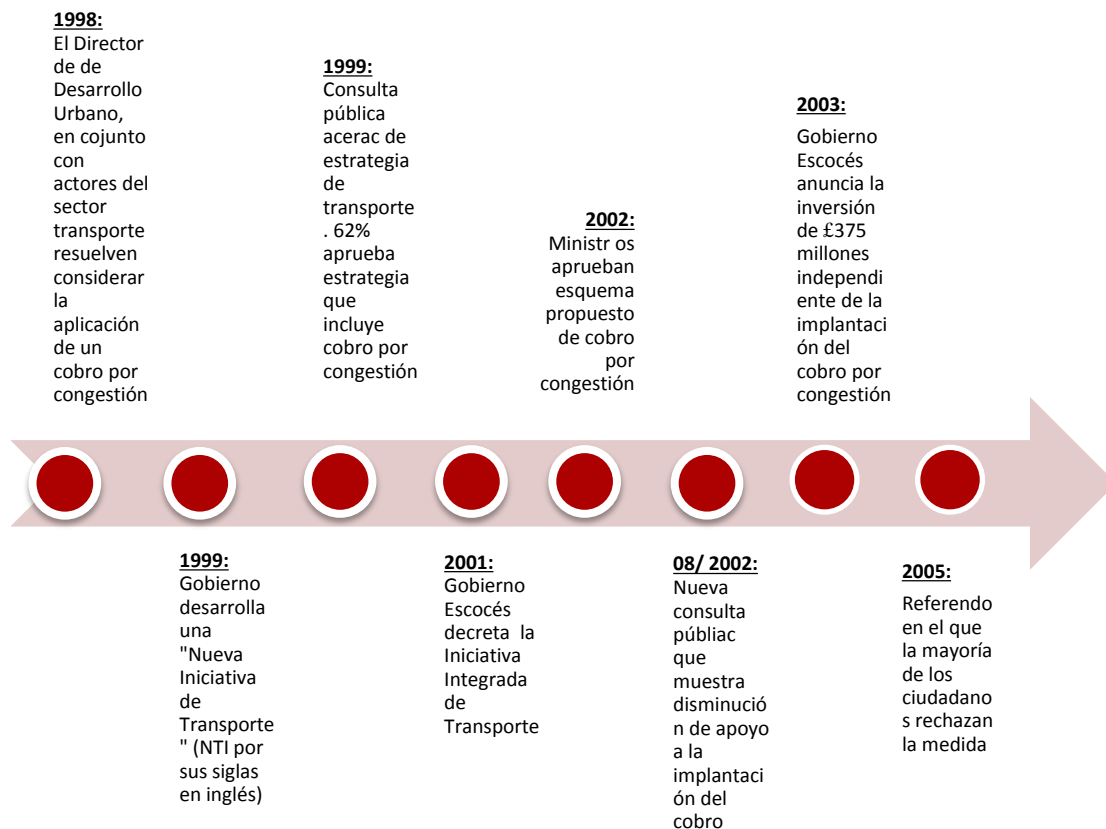 1998:
El Director
de de
Desarrollo
Urbano,
en cojunto
con
actores del
sector
transporte
resuelven
considerar
la
aplicación
de un
cobro por
congestión
1999:
Gobierno
desarrolla
una
"Nueva
Iniciativa
de
Transporte
" (NTI por
sus siglas
en inglés)
1999:
Consulta
pública
acerac de
estrategia
de
transporte
. 62%
aprueba
estrategia
que
incluye
cobro por
congestión
2001:
Gobierno
Escocés
decreta la
Iniciativa
Integrada
de
Transporte
2002:
Ministr os
aprueban
esquema
propuesto
de cobro
por
congestión
08/ 2002:
Nueva
consulta
públiac
que
muestra
disminució
n de apoyo
a la
implantaci
ón del
cobro
2003:
Gobierno
Escocés
anuncia la
inversión
de £375
millones
independi
ente de la
implantaci
ón del
cobro por
congestión
2005:
Referendo
en el que
la mayoría
de los
ciudadano
s rechazan
la medida